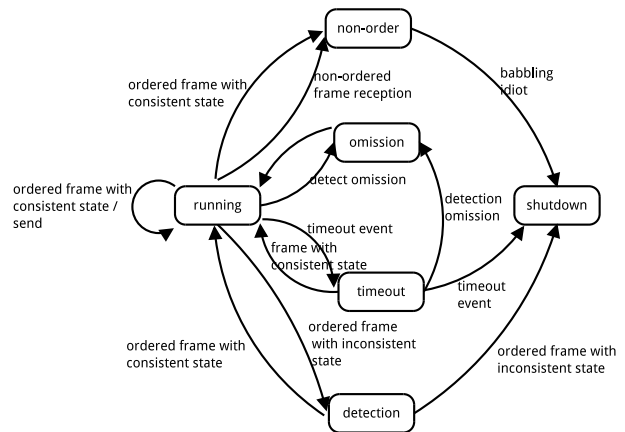 non-order
babbling
idiot
ordered frame with
consistent state
non-ordered
frame reception
omission
detect omission
ordered frame with
consistent state /
send
running
detection
omission
shutdown
timeout event
frame with
consistent state
timeout
timeout
event
ordered frame
with inconsistent
state
ordered frame with
consistent state
ordered frame with
inconsistent state
detection